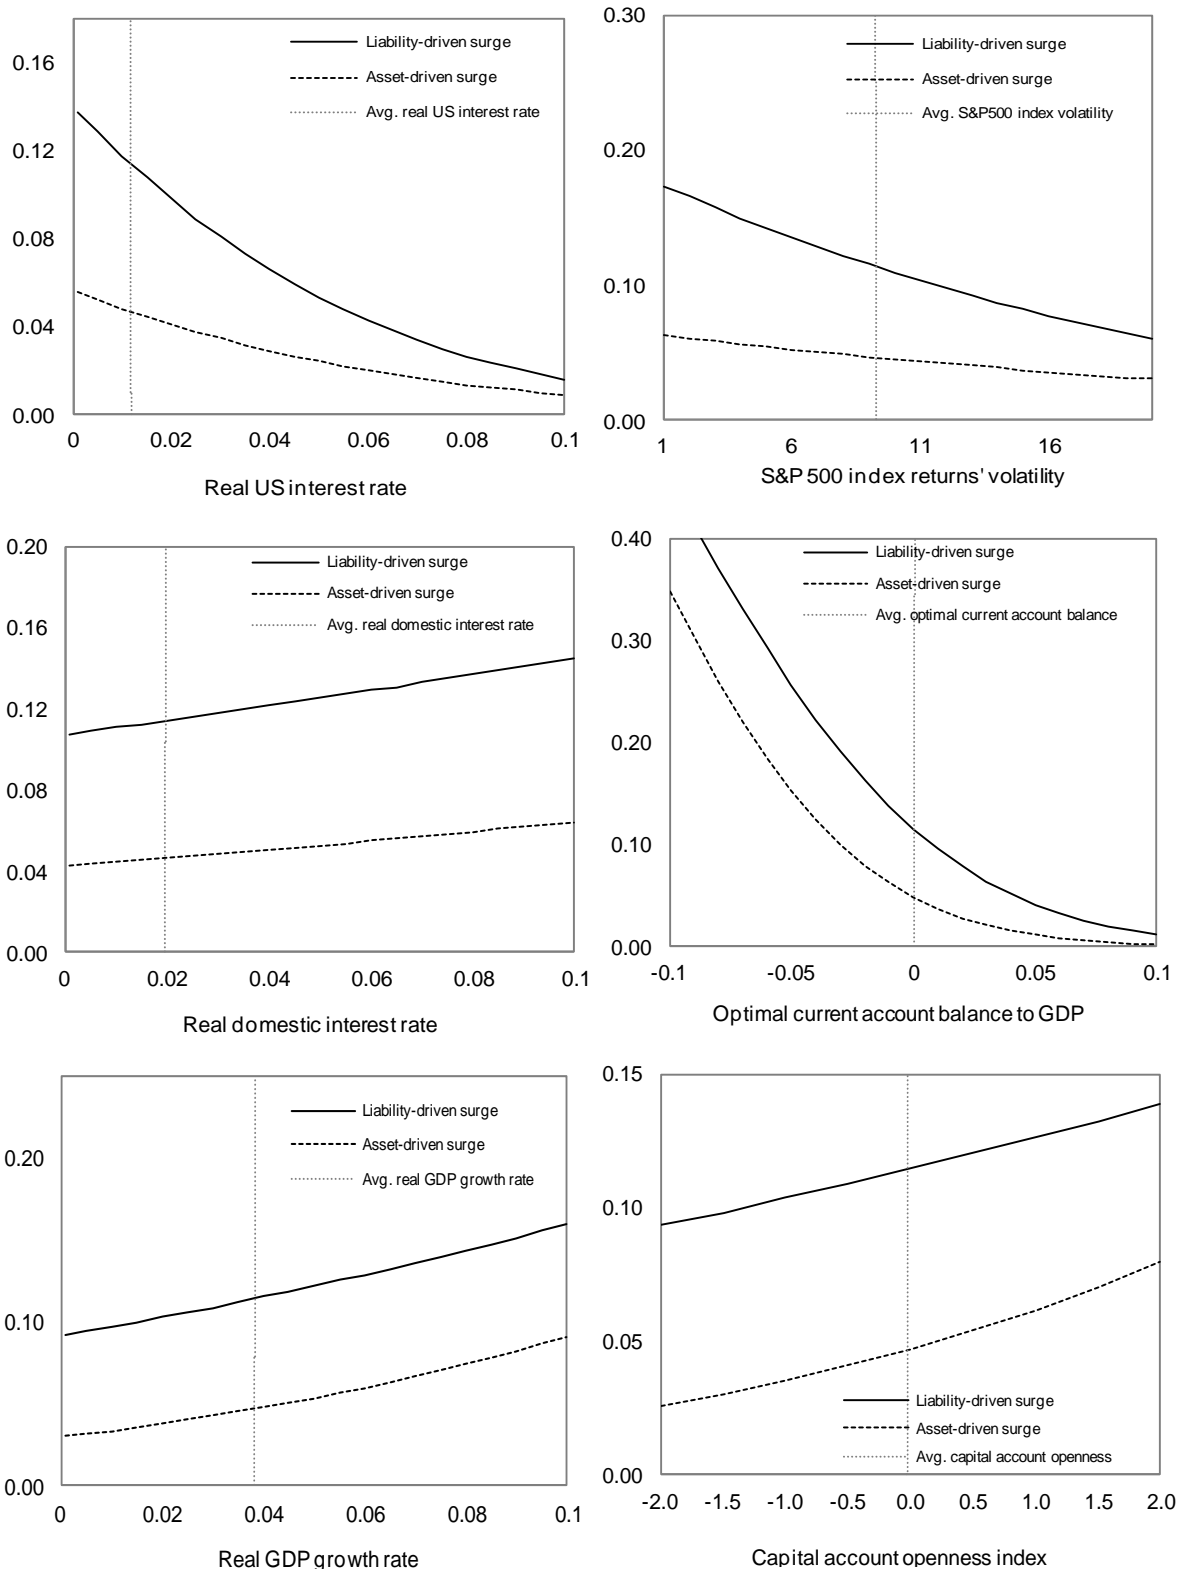 0.16
0.12
0.08
0.04
0.00
Liability-driven surge
Asset-driven surge
Avg. real US interest rate
0 0.02 0.04 0.06 0.08 0.1
Real US interest rate
0.30
0.20
0.10
0.00
Liability-driven surge
Asset-driven surge
Avg. S&P500 index volatility
1 6 11 16
S&P 500 index returns' volatility
0.20
0.16
0.12
0.08
0.04
0.00
Liability-driven surge
Asset-driven surge
Avg. real domestic interest rate
0 0.02 0.04 0.06 0.08 0.1
Real domestic interest rate
0.40
0.30
0.20
0.10
0.00
Liability-driven surge
Asset-driven surge
Avg. optimal current account balance
-0.1 -0.05 0 0.05 0.1
Optimal current account balance to GDP
0.20
0.10
0.00
Liability-driven surge
Asset-driven surge
Avg. real GDP growth rate
0 0.02 0.04 0.06 0.08 0.1
Real GDP growth rate
0.15
0.10
0.05
0.00
Liability-driven surge
Asset-driven surge
Avg. capital account openness
-2.0 -1.5 -1.0 -0.5 0.0 0.5 1.0 1.5 2.0
Capital account openness index